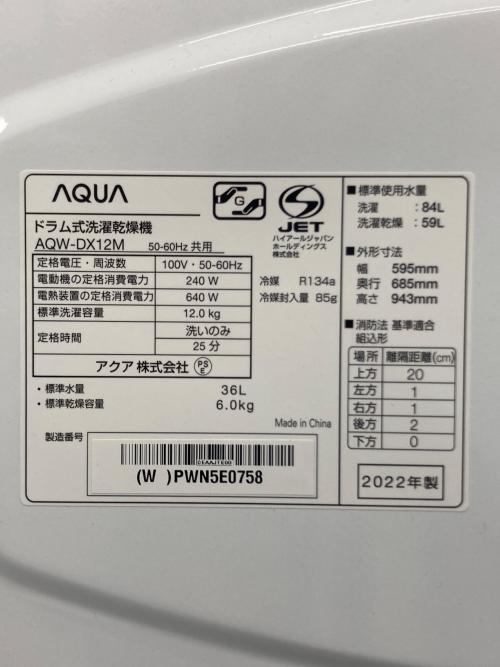 AQUA
G
JET
ハイアールジャパン
ホールディングス
株式会社
ドラム式洗濯乾燥機
AQW-DX12M 50-60Hz 共用
定格電圧・周波数 100V・50-60Hz
電動機の定格消費電力 240 W
電熱装置の定格消費電力 640 W
標準洗濯容量 12.0kg
定格時間 洗いのみ
25 分
アクア 株式会社 PSE
冷媒 R134a
冷媒封入量 85g
・標準水量 36L
・標準乾燥容量 6.0kg
Made in China
製造番号
CEAAJTE00
(W ) PWN5E0758
■標準使用水量
洗濯 : 84L
洗濯乾燥 : 59L
■外形寸法
幅 595mm
奥行 685mm
高さ 943mm
■消防法 基準適合
組込形
場所 離隔距離(cm)
上方 20
左方 1
右方 1
後方 2
下方 0
2022年製